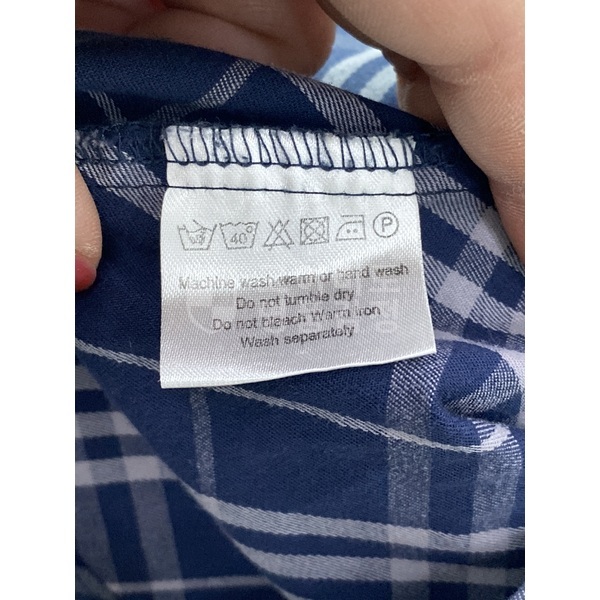 40°
P
Machine wash warm or hand wash
Do not tumble dry
Do not bleach Warm iron
Wash separately